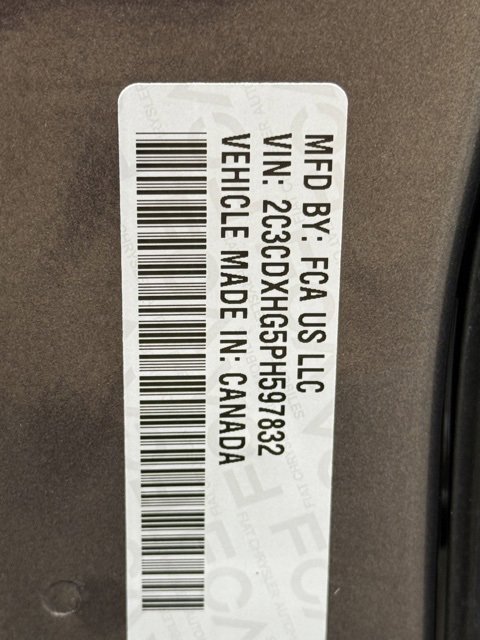 MFD BY: FCA US LLC
VIN: 2C3CDXHG5PH597832
VEHICLE MADE IN: CANADA